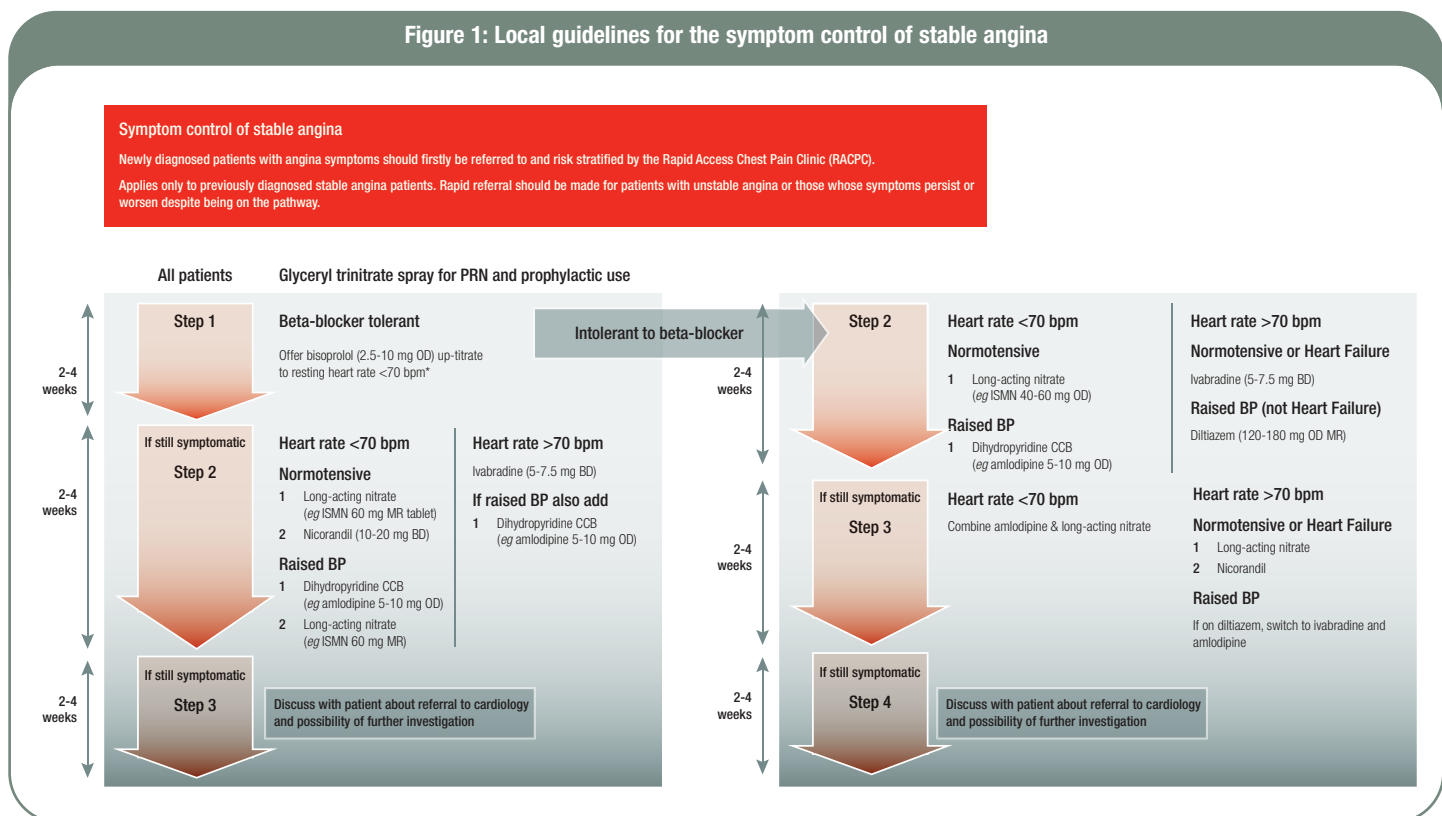 Figure 1: Local guidelines for the symptom control of stable angina
Symptom control of stable angina
Newly diagnosed patients with angina symptoms should firstly be referred to and risk stratified by the Rapid Access Chest Pain Clinic (RACPC).
Applies only to previously diagnosed stable angina patients. Rapid referral should be made for patients with unstable angina or those whose symptoms persist or
worsen despite being on the pathway.
All patients
Glyceryl trinitrate spray for PRN and prophylactic use
2-4
weeks
Step 1
Beta-blocker tolerant
Offer bisoprolol (2.5-10 mg OD) up-titrate
to resting heart rate <70 bpm*
Intolerant to beta-blocker
2-4
weeks
If still symptomatic
Step 2
Heart rate <70 bpm
Normotensive
1 Long-acting nitrate
(eg ISMN 60 mg MR tablet)
2 Nicorandil (10-20 mg BD)
Raised BP
1 Dihydropyridine CCB
(eg amlodipine 5-10 mg OD)
2 Long-acting nitrate
(eg ISMN 60 mg MR)
Heart rate >70 bpm
Ivabradine (5-7.5 mg BD)
If raised BP also add
1 Dihydropyridine CCB
(eg amlodipine 5-10 mg OD)
2-4
weeks
If still symptomatic
Step 3
Discuss with patient about referral to cardiology
and possibility of further investigation
2-4
weeks
Step 2
Heart rate <70 bpm
Normotensive
1 Long-acting nitrate
(eg ISMN 40-60 mg OD)
Raised BP
1 Dihydropyridine CCB
(eg amlodipine 5-10 mg OD)
Heart rate >70 bpm
Normotensive or Heart Failure
Ivabradine (5-7.5 mg BD)
Raised BP (not Heart Failure)
Diltiazem (120-180 mg OD MR)
2-4
weeks
If still symptomatic
Step 3
Heart rate <70 bpm
Combine amlodipine & long-acting nitrate
Heart rate >70 bpm
Normotensive or Heart Failure
1 Long-acting nitrate
2 Nicorandil
Raised BP
If on diltiazem, switch to ivabradine and
amlodipine
2-4
weeks
If still symptomatic
Step 4
Discuss with patient about referral to cardiology
and possibility of further investigation